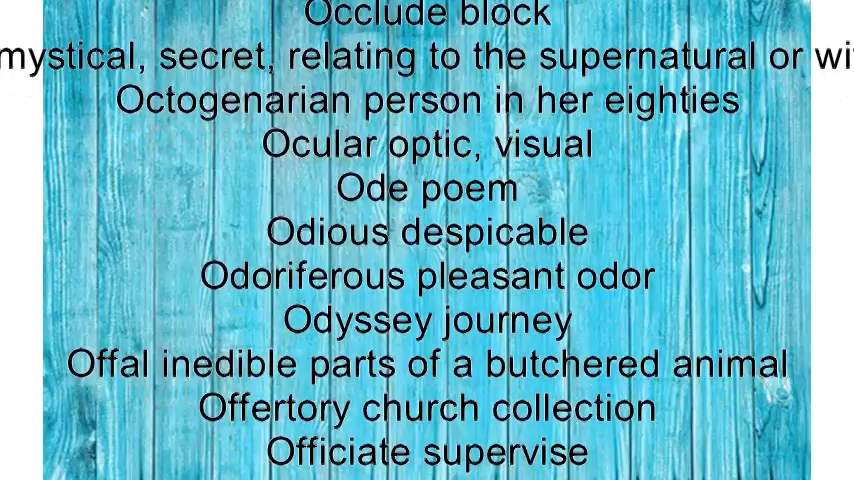 Occlude block
mystical, secret, relating to the supernatural or
Octogenarian person in her eighties
Ocular optic, visual
Ode poem
Odious despicable
Odoriferous pleasant odor
Odyssey journey
Offal inedible parts of a butchered animal
Offertory church collection
Officiate supervise